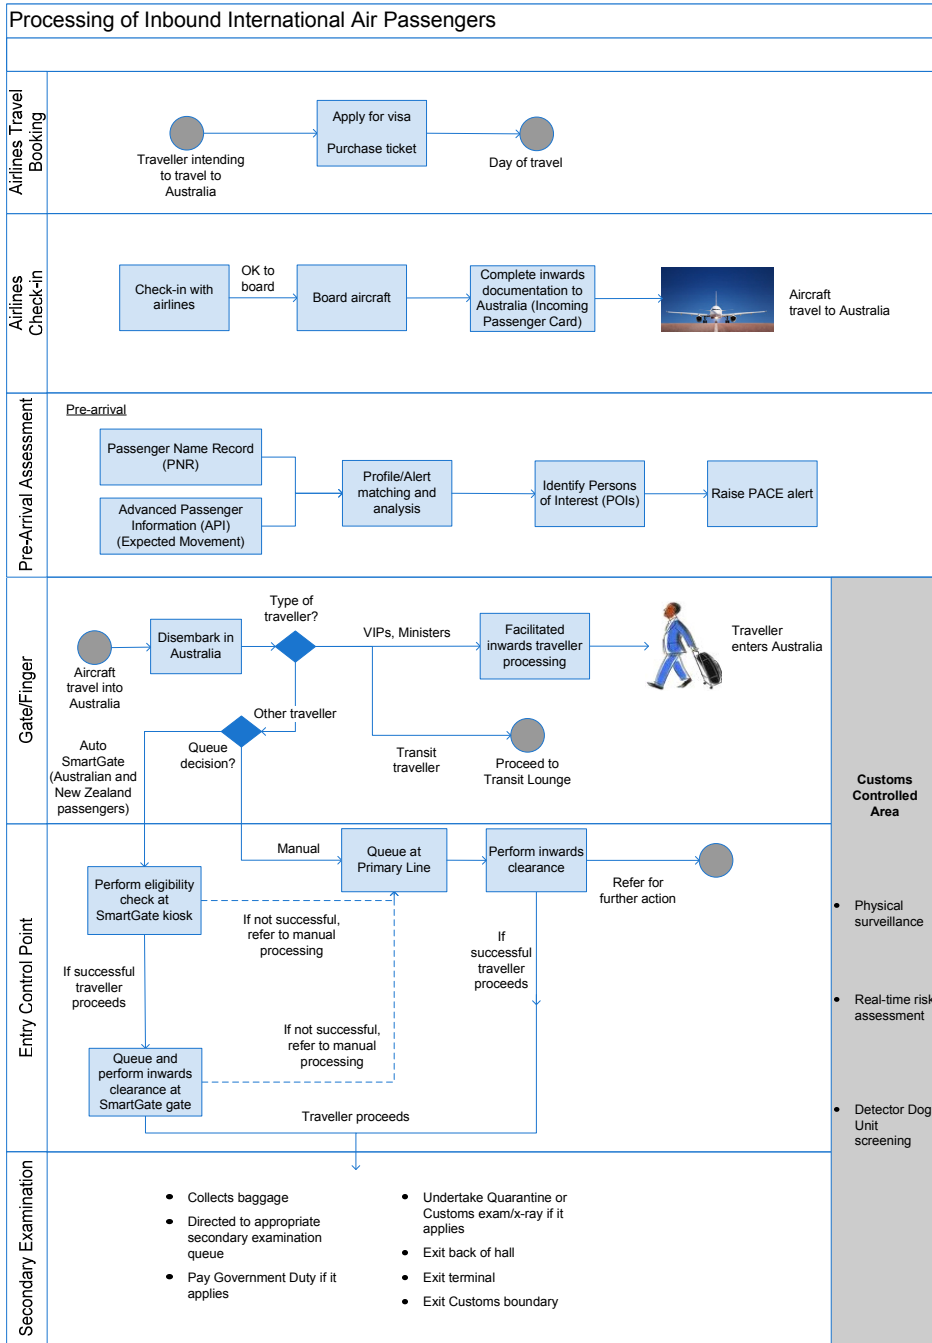 Processing of Inbound International Air Passengers
Airlines Travel
Booking
Traveller intending
to travel to
Australia
Apply for visa
Purchase ticket
Day of travel
Airlines
Check-in
Check-in with
airlines
OK to
board
Board aircraft
Complete inwards
documentation to
Australia (Incoming
Passenger Card)
Aircraft
travel to Australia
Pre-Arrival Assessment
Pre-arrival
Passenger Name Record
(PNR)
Advanced Passenger
Information (API)
(Expected Movement)
Profile/Alert
matching and
analysis
Identify Persons
of Interest (POIs)
Raise PACE alert
Gate/Finger
Aircraft
travel into
Australia
Disembark in
Australia
Type of
traveller?
VIPs, Ministers
Facilitated
inwards traveller
processing
Traveller
enters Australia
Other traveller
Queue
decision?
Transit
traveller
Proceed to
Transit Lounge
Auto
SmartGate
(Australian and
New Zealand
passengers)
Customs
Controlled
Area
Entry Control Point
Manual
Queue at
Primary Line
Perform inwards
clearance
Refer for
further action
Perform eligibility
check at
SmartGate kiosk
If not successful,
refer to manual
processing
If successful
traveller
proceeds
If
successful
traveller
proceeds
If not successful,
refer to manual
processing
Queue and
perform inwards
clearance at
SmartGate gate
Traveller proceeds
• Physical
surveillance
• Real-time risk
assessment
• Detector Dog
Unit
screening
Secondary Examination
• Collects baggage
• Directed to appropriate
secondary examination
queue
• Pay Government Duty if it
applies
• Undertake Quarantine or
Customs exam/x-ray if it
applies
• Exit back of hall
• Exit terminal
• Exit Customs boundary